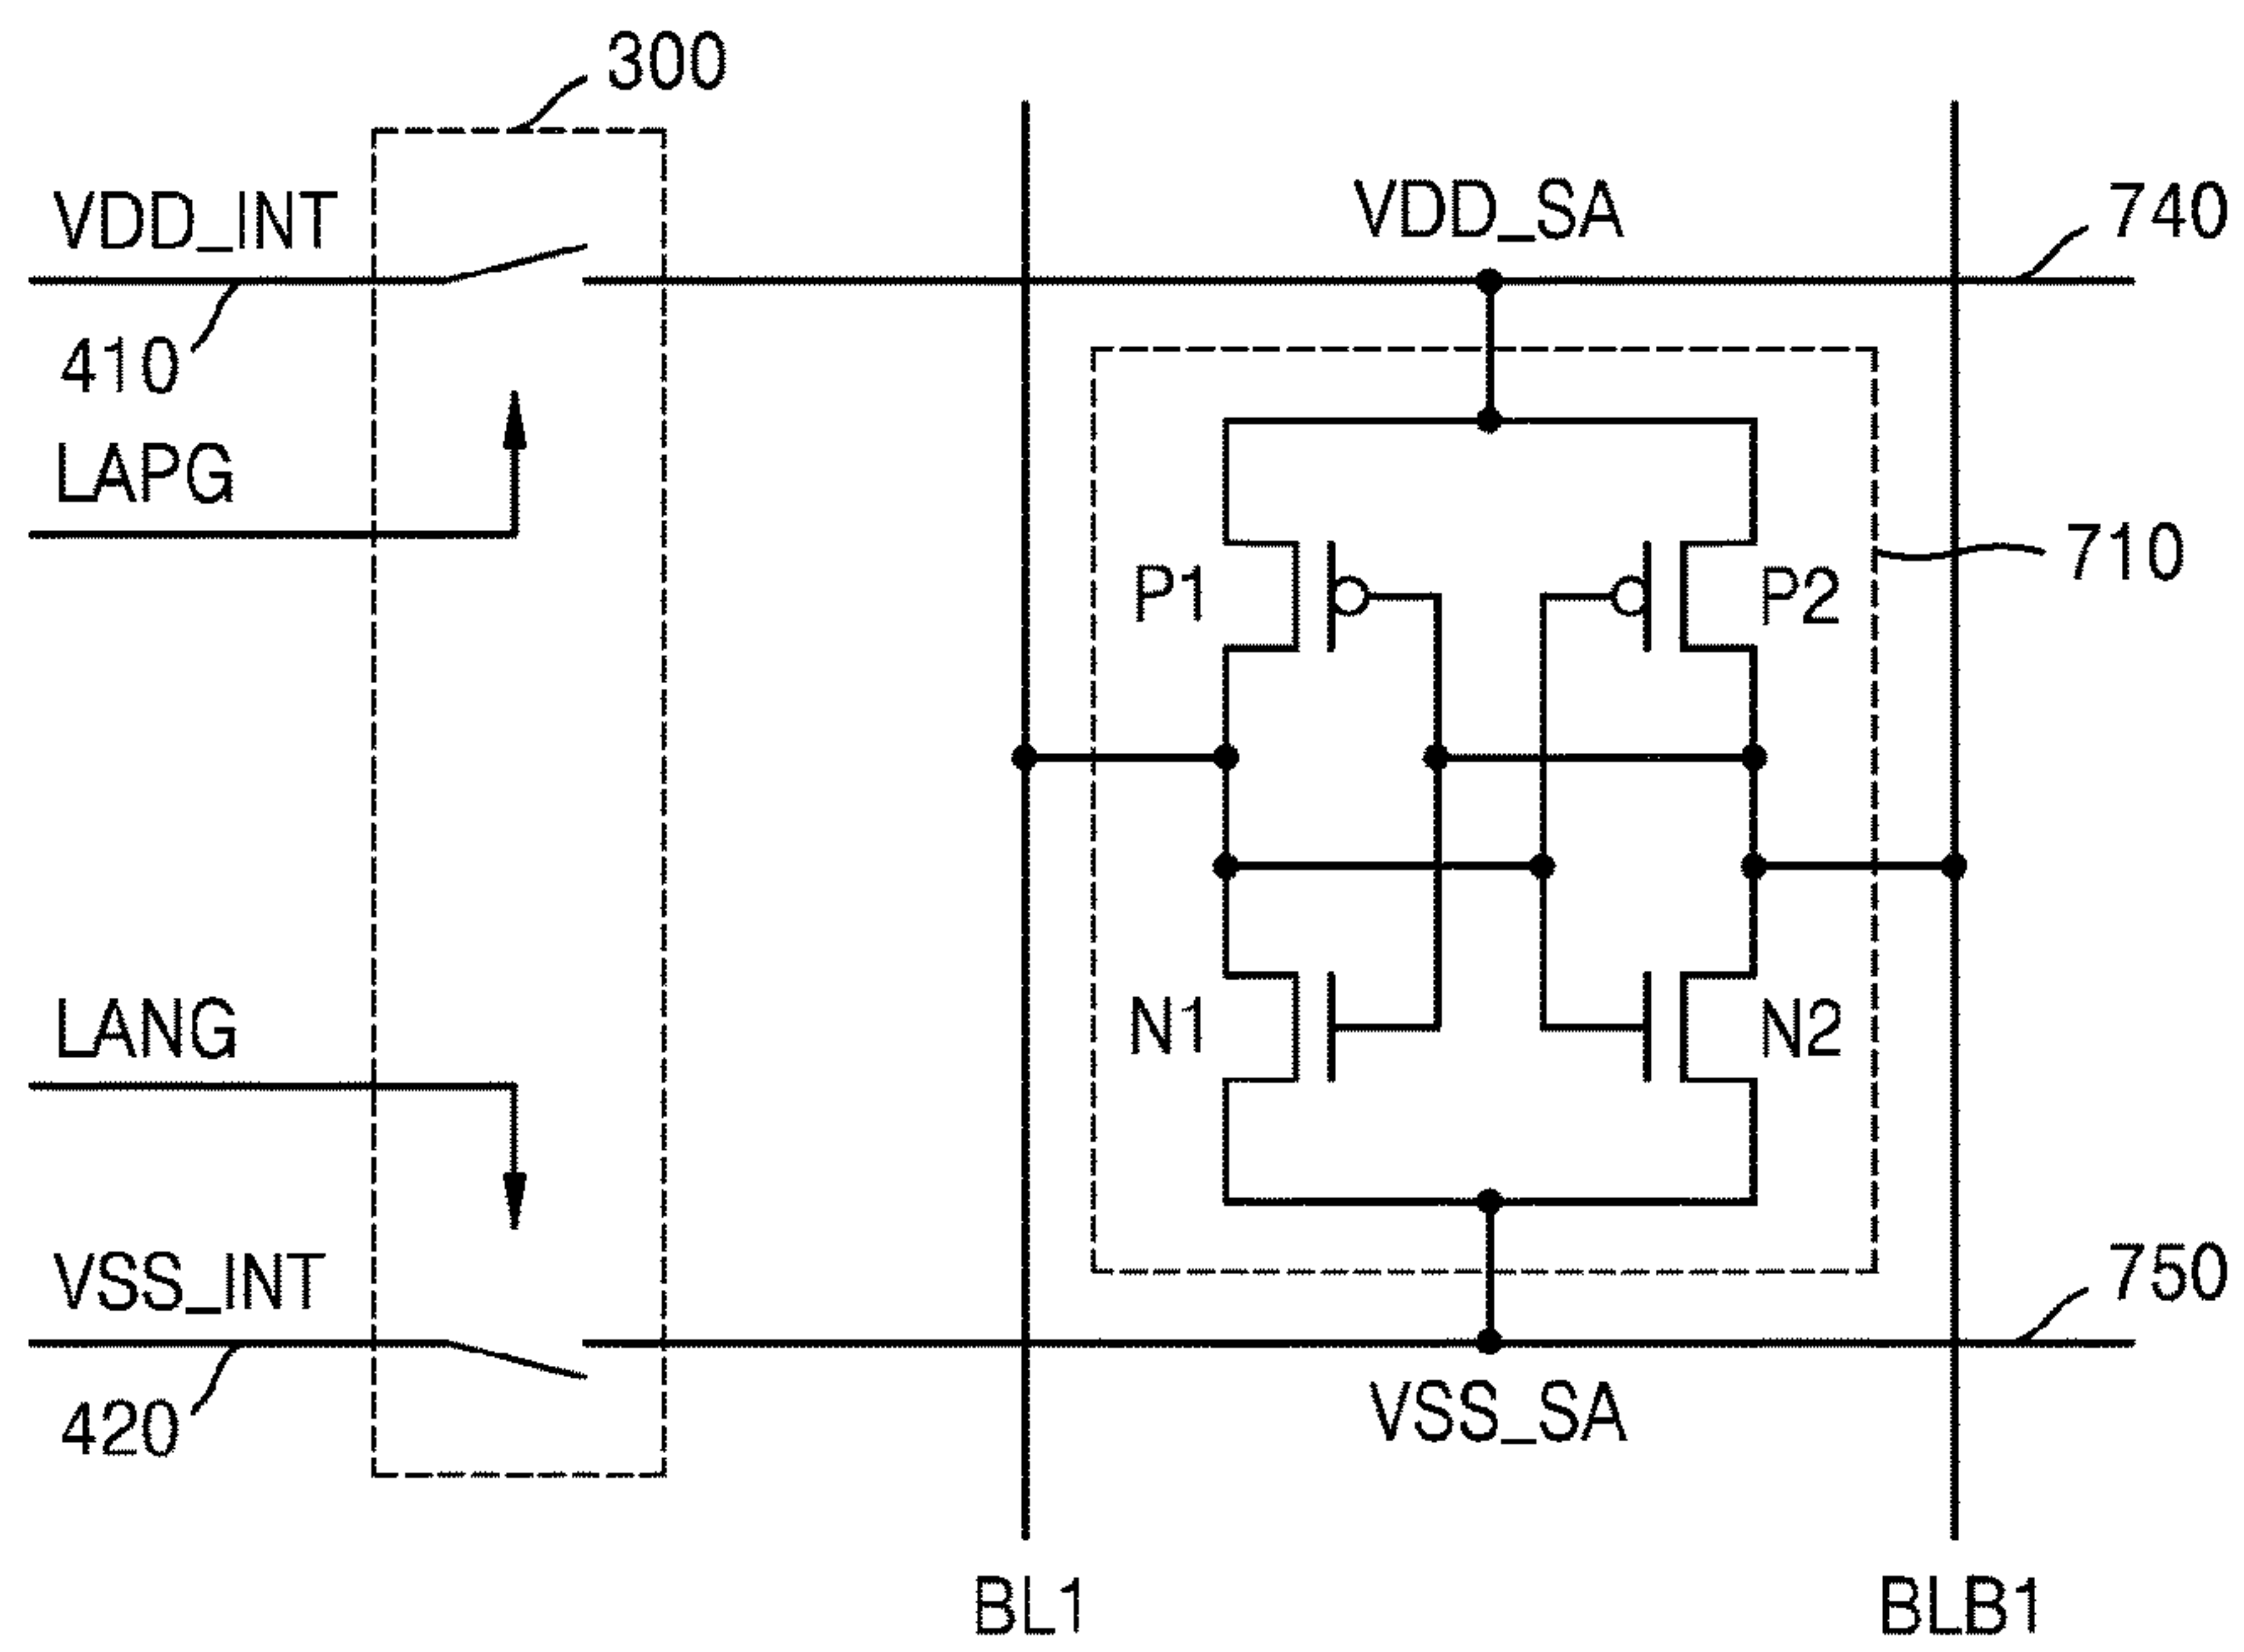 300
VDD_INT
VDD_SA
740
410
LAPG
P1
P2
710
LANG
N1
N2
VSS_INT
750
420
VSS_SA
BL1
BLB1